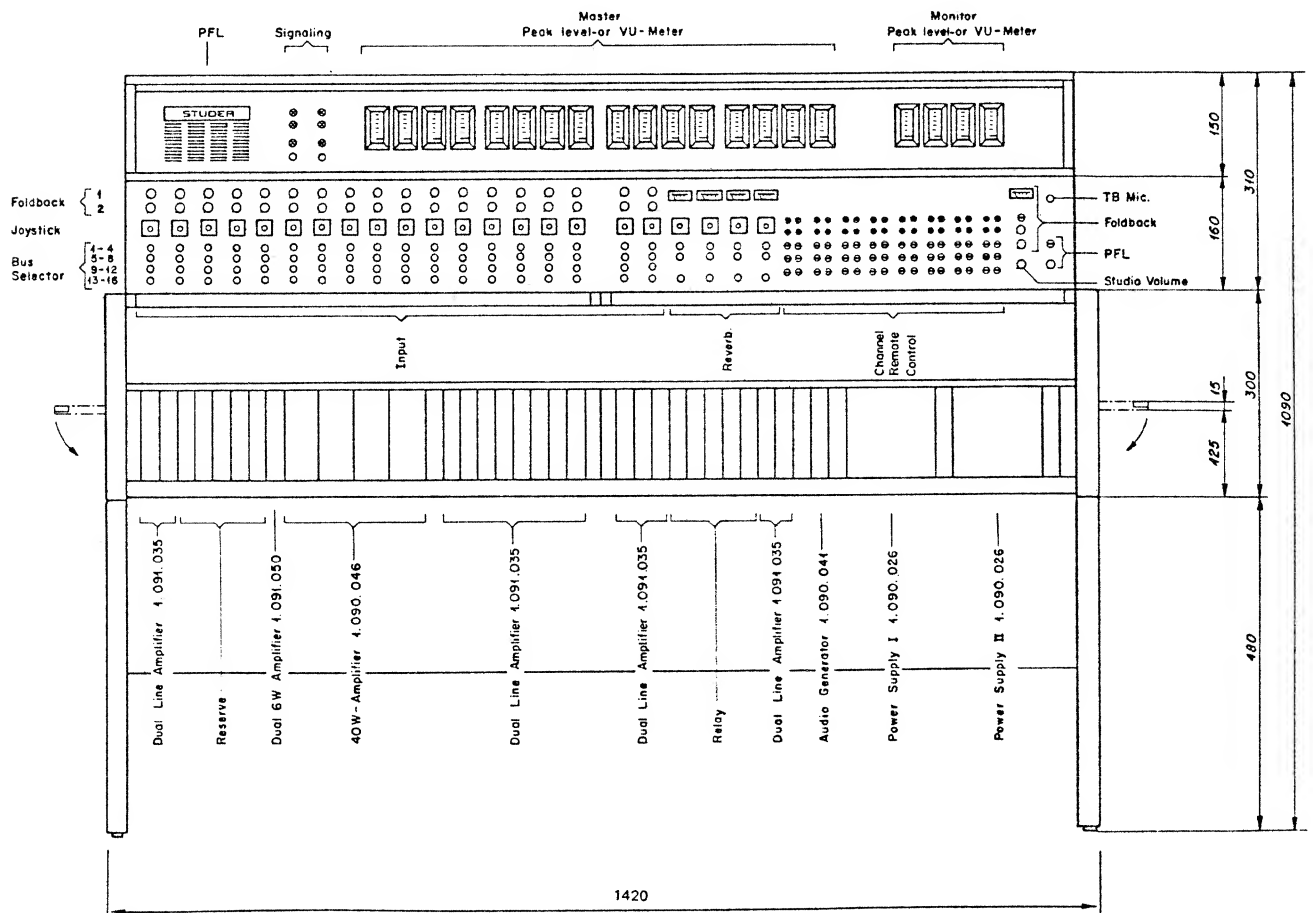 Master
Peak level-or VU-Meter
Monitor
Peak level-or VU-Meter
PFL
Signaling
STUDER
150
310
160
Foldback
1
2
Joystick
Bus
Selector
1-4
5-8
9-12
13-16
TB Mic.
Foldback
PFL
Studio Volume
Input
Reverb.
Channel
Remote
Control
15
300
1090
125
Dual Line Amplifier 1.091.035
Reserve
Dual 6W Amplifier 1.091.050
40W-Amplifier 1.090.046
Dual Line Amplifier 1.091.035
Dual Line Amplifier 1.091.035
Relay
Dual Line Amplifier 1 091 035
Audio Generator 1.090.041
Power Supply I 1.090.026
Power Supply II 1.090.026
480
1420